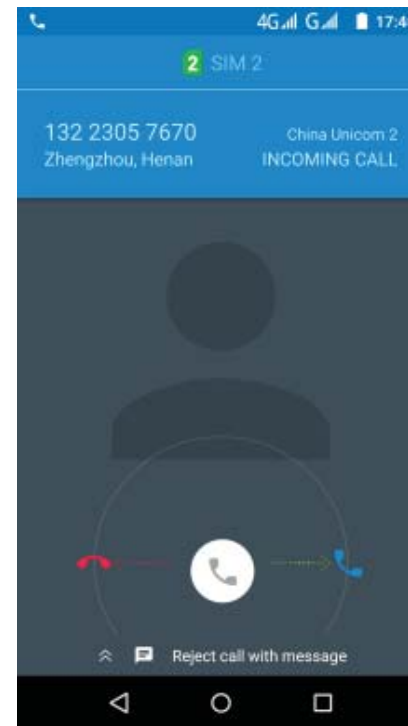 4G G 17:4
2 SIM 2
132 2305 7670
Zhengzhou, Henan
China Unicom 2
INCOMING CALL
Reject call with message